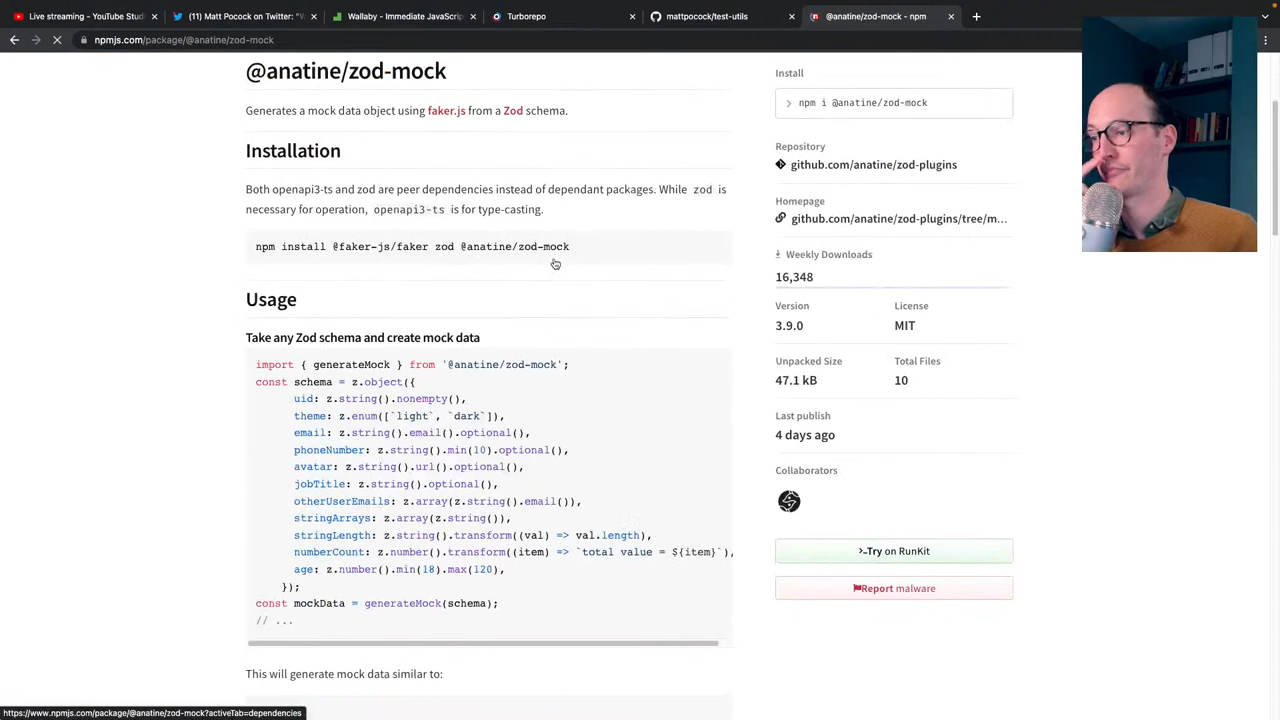 Live streaming - YouTube Studi
(11) Matt Pocock on Twitter: "W
Wallaby - Immediate JavaScrip
Turborepo
mattpocock/test-utils
@anatine/zod-mock - npm
npmjs.com/package/@anatine/zod-mock
@anatine/zod-mock
Generates a mock data object using faker.js from a Zod schema.
Installation
Both openapi3-ts and zod are peer dependencies instead of dependant packages. While zod is
necessary for operation, openapi3-ts is for type-casting.
npm install @faker-js/faker zod @anatine/zod-mock
Usage
Take any Zod schema and create mock data
import { generateMock } from '@anatine/zod-mock';
const schema = z.object({
uid: z.string().nonempty(),
theme: z.enum([`light`, `dark`]),
email: z.string().email().optional(),
phoneNumber: z.string().min(10).optional(),
avatar: z.string().url().optional(),
jobTitle: z.string().optional(),
otherUserEmails: z.array(z.string().email()),
stringArrays: z.array(z.string()),
stringLength: z.string().transform((val) => val.length),
numberCount: z.number().transform((item) => `total value = ${item}`),
age: z.number().min(18).max(120),
});
const mockData = generateMock(schema);
// ...
This will generate mock data similar to:
Install
> npm i @anatine/zod-mock
Repository
github.com/anatine/zod-plugins
Homepage
github.com/anatine/zod-plugins/tree/m...
Weekly Downloads
16,348
Version
License
3.9.0
MIT
Unpacked Size
Total Files
47.1 kB
10
Last publish
4 days ago
Collaborators
Try on RunKit
Report malware
https://www.npmjs.com/package/@anatine/zod-mock?activeTab=dependencies